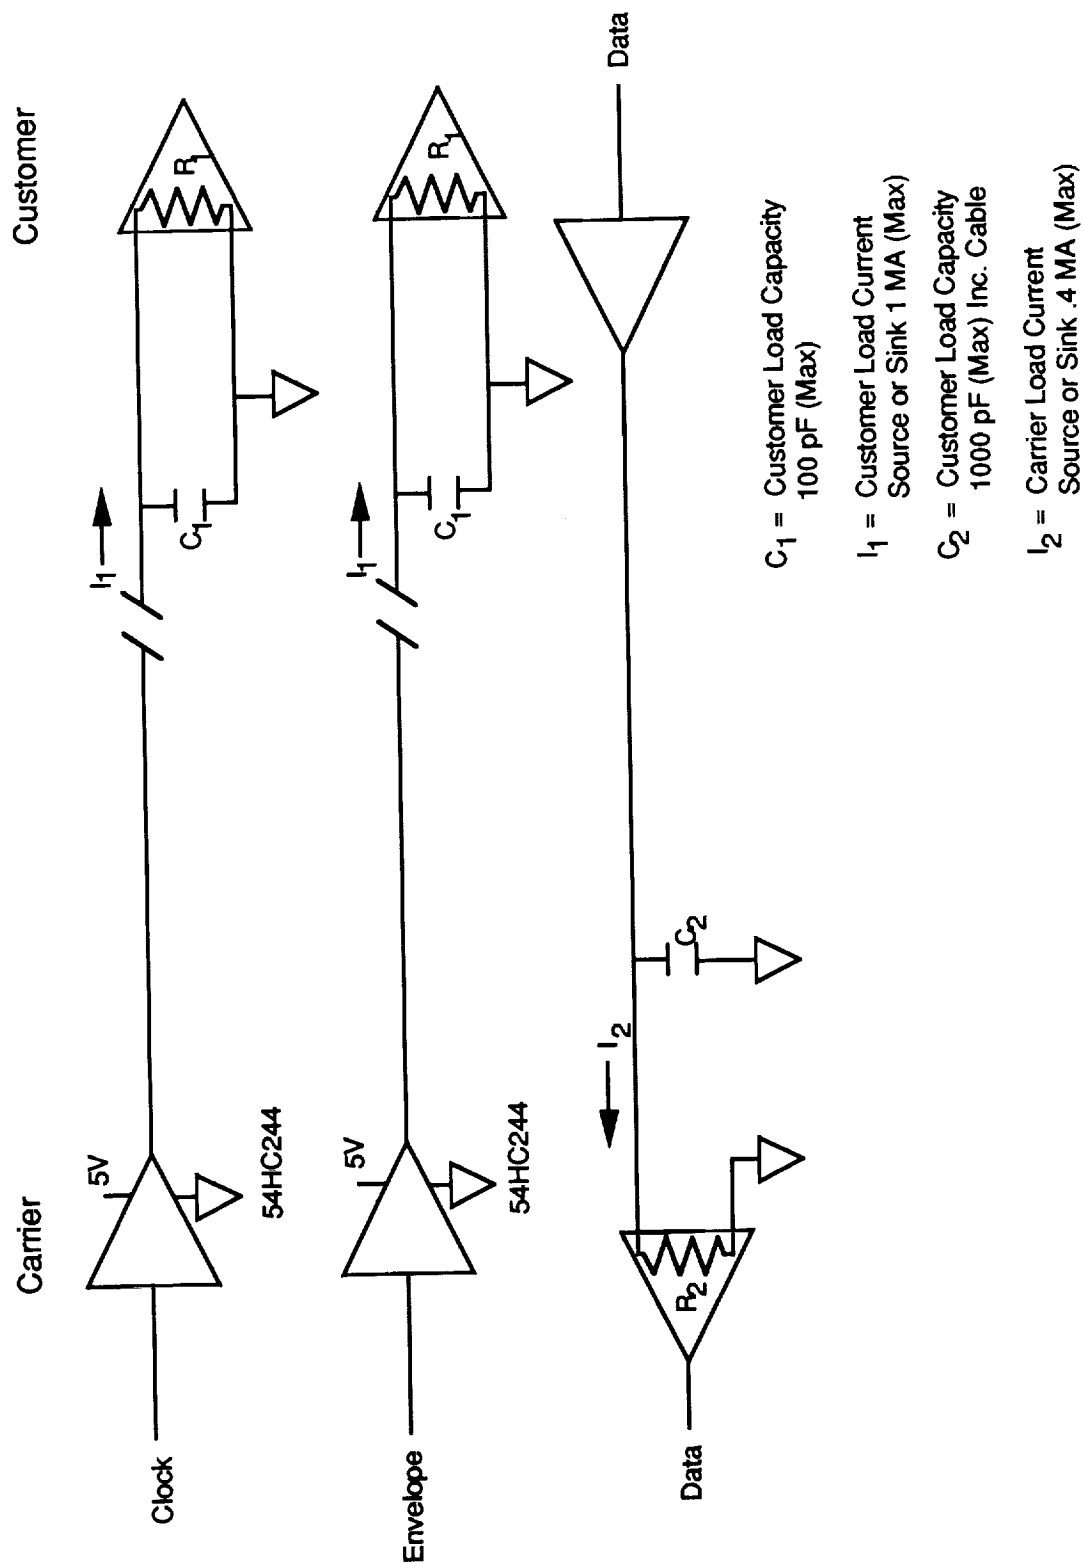 Carrier
Customer
Clock
5V
54HC244
I1
C1
R1
Envelope
5V
54HC244
I1
C1
R1
Data
R2
I2
C2
Data
C1 = Customer Load Capacity
100 pF (Max)
I1 = Customer Load Current
Source or Sink 1 MA (Max)
C2 = Customer Load Capacity
1000 pF (Max) Inc. Cable
I2 = Carrier Load Current
Source or Sink .4 MA (Max)